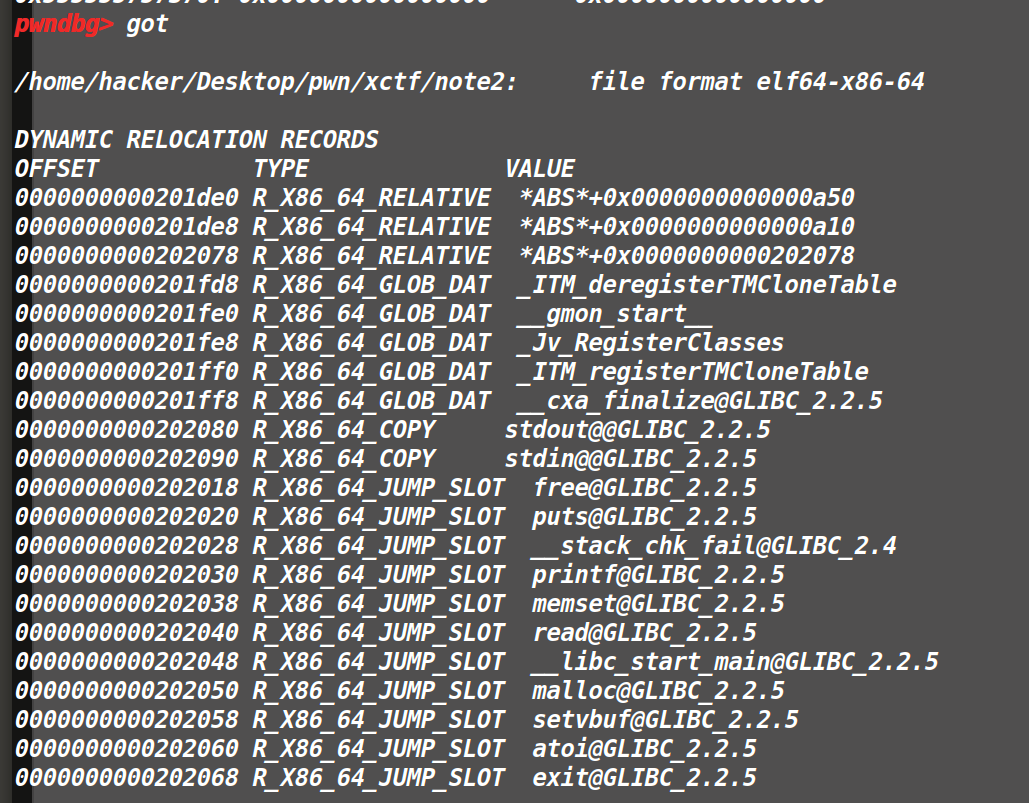 pwndbg> got
/home/hacker/Desktop/pwn/xctf/note2:     file format elf64-x86-64
DYNAMIC RELOCATION RECORDS
OFFSET           TYPE              VALUE
0000000000201de0 R_X86_64_RELATIVE  *ABS*+0x0000000000000a50
0000000000201de8 R_X86_64_RELATIVE  *ABS*+0x0000000000000a10
0000000000202078 R_X86_64_RELATIVE  *ABS*+0x0000000000202078
0000000000201fd8 R_X86_64_GLOB_DAT  _ITM_deregisterTMCloneTable
0000000000201fe0 R_X86_64_GLOB_DAT  __gmon_start__
0000000000201fe8 R_X86_64_GLOB_DAT  _Jv_RegisterClasses
0000000000201ff0 R_X86_64_GLOB_DAT  _ITM_registerTMCloneTable
0000000000201ff8 R_X86_64_GLOB_DAT  __cxa_finalize@GLIBC_2.2.5
0000000000202080 R_X86_64_COPY     stdout@@GLIBC_2.2.5
0000000000202090 R_X86_64_COPY     stdin@@GLIBC_2.2.5
0000000000202018 R_X86_64_JUMP_SLOT  free@GLIBC_2.2.5
0000000000202020 R_X86_64_JUMP_SLOT  puts@GLIBC_2.2.5
0000000000202028 R_X86_64_JUMP_SLOT  __stack_chk_fail@GLIBC_2.4
0000000000202030 R_X86_64_JUMP_SLOT  printf@GLIBC_2.2.5
0000000000202038 R_X86_64_JUMP_SLOT  memset@GLIBC_2.2.5
0000000000202040 R_X86_64_JUMP_SLOT  read@GLIBC_2.2.5
0000000000202048 R_X86_64_JUMP_SLOT  __libc_start_main@GLIBC_2.2.5
0000000000202050 R_X86_64_JUMP_SLOT  malloc@GLIBC_2.2.5
0000000000202058 R_X86_64_JUMP_SLOT  setvbuf@GLIBC_2.2.5
0000000000202060 R_X86_64_JUMP_SLOT  atoi@GLIBC_2.2.5
0000000000202068 R_X86_64_JUMP_SLOT  exit@GLIBC_2.2.5